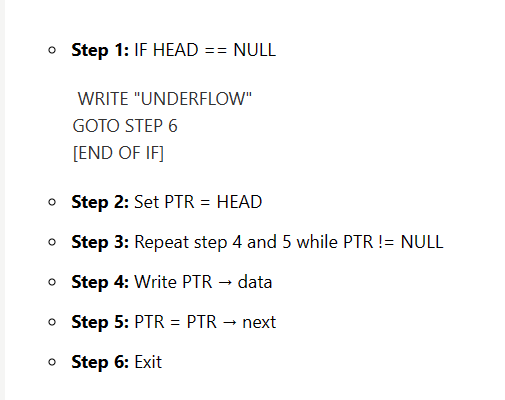 Step 1: IF HEAD == NULL
WRITE "UNDERFLOW"
GOTO STEP 6
[END OF IF]
Step 2: Set PTR = HEAD
Step 3: Repeat step 4 and 5 while PTR != NULL
Step 4: Write PTR → data
Step 5: PTR = PTR → next
Step 6: Exit